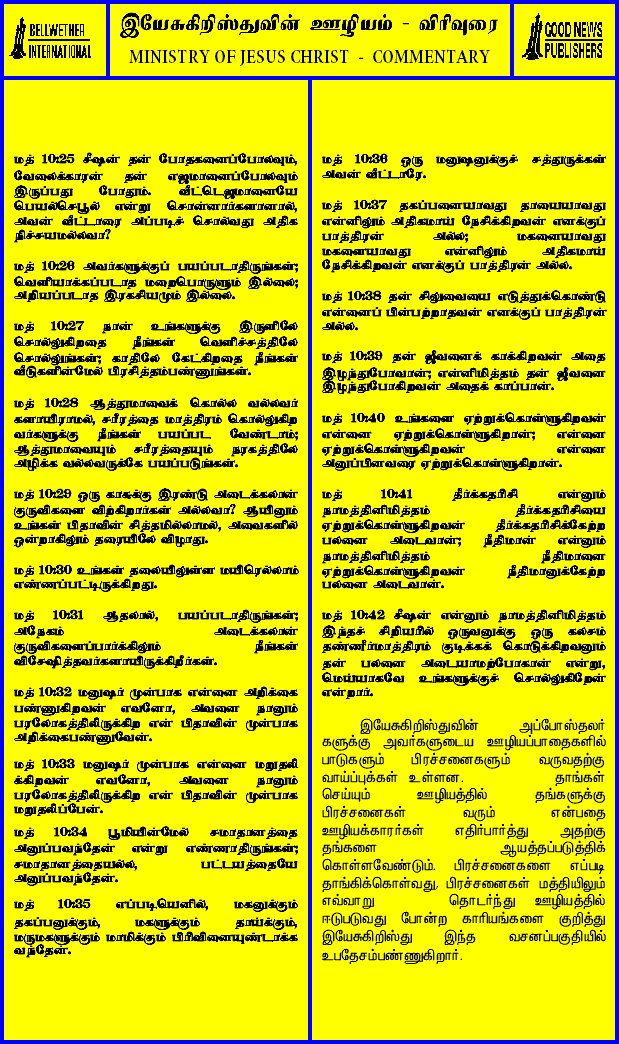 BELLWETHER
INTERNATIONAL
இயேசுகிறிஸ்துவின் ஊழியம் - விரிவுரை
MINISTRY OF JESUS CHRIST - COMMENTARY
GOOD NEWS
PUBLISHERS
மத் 10:25 சீஷன் தன் போதகனைப்போலவும்,
வேலைக்காரன் தன் எஜமானைப்போலவும்
இருப்பது போதும். வீட்டெஜமானையே
பெயல்செபூல் என்று சொன்னார்களானால்,
அவன் வீட்டாரை அப்படிச் சொல்வது அதிக
நிச்சயமல்லவா?
மத் 10:26 அவர்களுக்குப் பயப்படாதிருங்கள்;
வெளியாக்கப்படாத மறைபொருளும் இல்லை;
அறியப்படாத இரகசியமும் இல்லை.
மத் 10:27 நான் உங்களுக்கு இருளிலே
சொல்லுகிறதை நீங்கள் வெளிச்சத்திலே
சொல்லுங்கள்; காதிலே கேட்கிறதை நீங்கள்
வீடுகளின்மேல் பிரசித்தம்பண்ணுங்கள்.
மத் 10:28 ஆத்துமாவைக் கொல்ல வல்லவர்
களாயிராமல், சரீரத்தை மாத்திரம் கொல்லுகிற
வர்களுக்கு நீங்கள் பயப்பட வேண்டாம்;
ஆத்துமாவையும் சரீரத்தையும் நரகத்திலே
அழிக்க வல்லவருக்கே பயப்படுங்கள்.
மத் 10:29 ஒரு காசுக்கு இரண்டு அடைக்கலான்
குருவிகளை விற்கிறார்கள் அல்லவா? ஆயினும்
உங்கள் பிதாவின் சித்தமில்லாமல், அவைகளில்
ஒன்றாகிலும் தரையிலே விழாது.
மத் 10:30 உங்கள் தலையிலுள்ள மயிரெல்லாம்
எண்ணப்பட்டிருக்கிறது.
மத் 10:31 ஆதலால், பயப்படாதிருங்கள்;
அநேகம் அடைக்கலான்
குருவிகளைப்பார்க்கிலும் நீங்கள்
விசேஷித்தவர்களாயிருக்கிறீர்கள்.
மத் 10:32 மனுஷர் முன்பாக என்னை அறிக்கை
பண்ணுகிறவன் எவனோ, அவனை நானும்
பரலோகத்திலிருக்கிற என் பிதாவின் முன்பாக
அறிக்கைபண்ணுவேன்.
மத் 10:33 மனுஷர் முன்பாக என்னை மறுதலி
க்கிறவன் எவனோ, அவனை நானும்
பரலோகத்திலிருக்கிற என் பிதாவின் முன்பாக
மறுதலிப்பேன்.
மத் 10:34 பூமியின்மேல் சமாதானத்தை
அனுப்பவந்தேன் என்று எண்ணாதிருங்கள்;
சமாதானத்தையல்ல, பட்டயத்தையே
அனுப்பவந்தேன்.
மத் 10:35 எப்படியெனில், மகனுக்கும்
தகப்பனுக்கும், மகளுக்கும் தாய்க்கும்,
மருமகளுக்கும் மாமிக்கும் பிரிவினையுண்டாக்க
வந்தேன்.
மத் 10:36 ஒரு மனுஷனுக்குச் சத்துருக்கள்
அவன் வீட்டாரே.
மத் 10:37 தகப்பனையாவது தாயையாவது
என்னிலும் அதிகமாய் நேசிக்கிறவன் எனக்குப்
பாத்திரன் அல்ல; மகனையாவது
மகளையாவது என்னிலும் அதிகமாய்
நேசிக்கிறவன் எனக்குப் பாத்திரன் அல்ல.
மத் 10:38 தன் சிலுவையை எடுத்துக்கொண்டு
என்னைப் பின்பற்றாதவன் எனக்குப் பாத்திரன்
அல்ல.
மத் 10:39 தன் ஜீவனைக் காக்கிறவன் அதை
இழந்துபோவான்; என்னிமித்தம் தன் ஜீவனை
இழந்துபோகிறவன் அதைக் காப்பான்.
மத் 10:40 உங்களை ஏற்றுக்கொள்ளுகிறவன்
என்னை ஏற்றுக்கொள்ளுகிறான்; என்னை
ஏற்றுக்கொள்ளுகிறவன் என்னை
அனுப்பினவரை ஏற்றுக்கொள்ளுகிறான்.
மத் 10:41 தீர்க்கதரிசி என்னும்
நாமத்தினிமித்தம் தீர்க்கதரிசியை
ஏற்றுக்கொள்ளுகிறவன் தீர்க்கதரிசிக்கேற்ற
பலனை அடைவான்; நீதிமான் என்னும்
நாமத்தினிமித்தம் நீதிமானை
ஏற்றுக்கொள்ளுகிறவன் நீதிமானுக்கேற்ற
பலனை அடைவான்.
மத் 10:42 சீஷன் என்னும் நாமத்தினிமித்தம்
இந்தச் சிறியரில் ஒருவனுக்கு ஒரு கலசம்
தண்ணீர்மாத்திரம் குடிக்கக் கொடுக்கிறவனும்
தன் பலனை அடையாமற்போகான் என்று,
மெய்யாகவே உங்களுக்குச் சொல்லுகிறேன்
என்றார்.
இயேசுகிறிஸ்துவின் அப்போஸ்தலர்
களுக்கு அவர்களுடைய ஊழியப்பாதைகளில்
பாடுகளும் பிரச்சனைகளும் வருவதற்கு
வாய்ப்புக்கள் உள்ளன. தாங்கள்
செய்யும் ஊழியத்தில் தங்களுக்கு
பிரச்சனைகள் வரும் என்பதை
ஊழியக்காரர்கள் எதிர்பார்த்து அதற்கு
தங்களை ஆயத்தப்படுத்திக்
கொள்ளவேண்டும். பிரச்சனைகளை எப்படி
தாங்கிக்கொள்வது, பிரச்சனைகள் மத்தியிலும்
எவ்வாறு தொடர்ந்து ஊழியத்தில்
ஈடுபடுவது போன்ற காரியங்களை குறித்து
இயேசுகிறிஸ்து இந்த வசனப்பகுதியில்
உபதேசம்பண்ணுகிறார்.